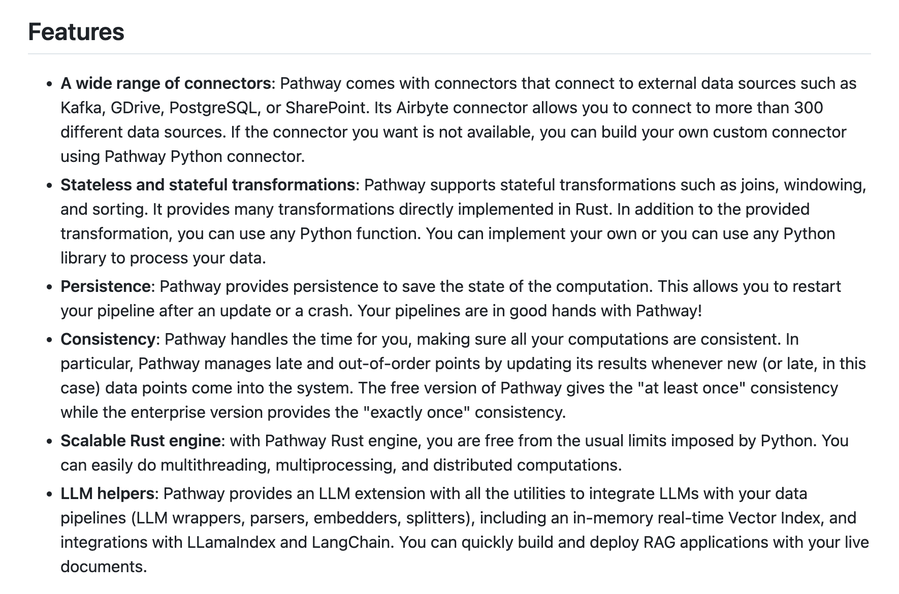 Features
• A wide range of connectors: Pathway comes with connectors that connect to external data sources such as
Kafka, GDrive, PostgreSQL, or SharePoint. Its Airbyte connector allows you to connect to more than 300
different data sources. If the connector you want is not available, you can build your own custom connector
using Pathway Python connector.
• Stateless and stateful transformations: Pathway supports stateful transformations such as joins, windowing,
and sorting. It provides many transformations directly implemented in Rust. In addition to the provided
transformation, you can use any Python function. You can implement your own or you can use any Python
library to process your data.
• Persistence: Pathway provides persistence to save the state of the computation. This allows you to restart
your pipeline after an update or a crash. Your pipelines are in good hands with Pathway!
• Consistency: Pathway handles the time for you, making sure all your computations are consistent. In
particular, Pathway manages late and out-of-order points by updating its results whenever new (or late, in this
case) data points come into the system. The free version of Pathway gives the "at least once" consistency
while the enterprise version provides the "exactly once" consistency.
• Scalable Rust engine: with Pathway Rust engine, you are free from the usual limits imposed by Python. You
can easily do multithreading, multiprocessing, and distributed computations.
• LLM helpers: Pathway provides an LLM extension with all the utilities to integrate LLMs with your data
pipelines (LLM wrappers, parsers, embedders, splitters), including an in-memory real-time Vector Index, and
integrations with LLamaIndex and LangChain. You can quickly build and deploy RAG applications with your live
documents.